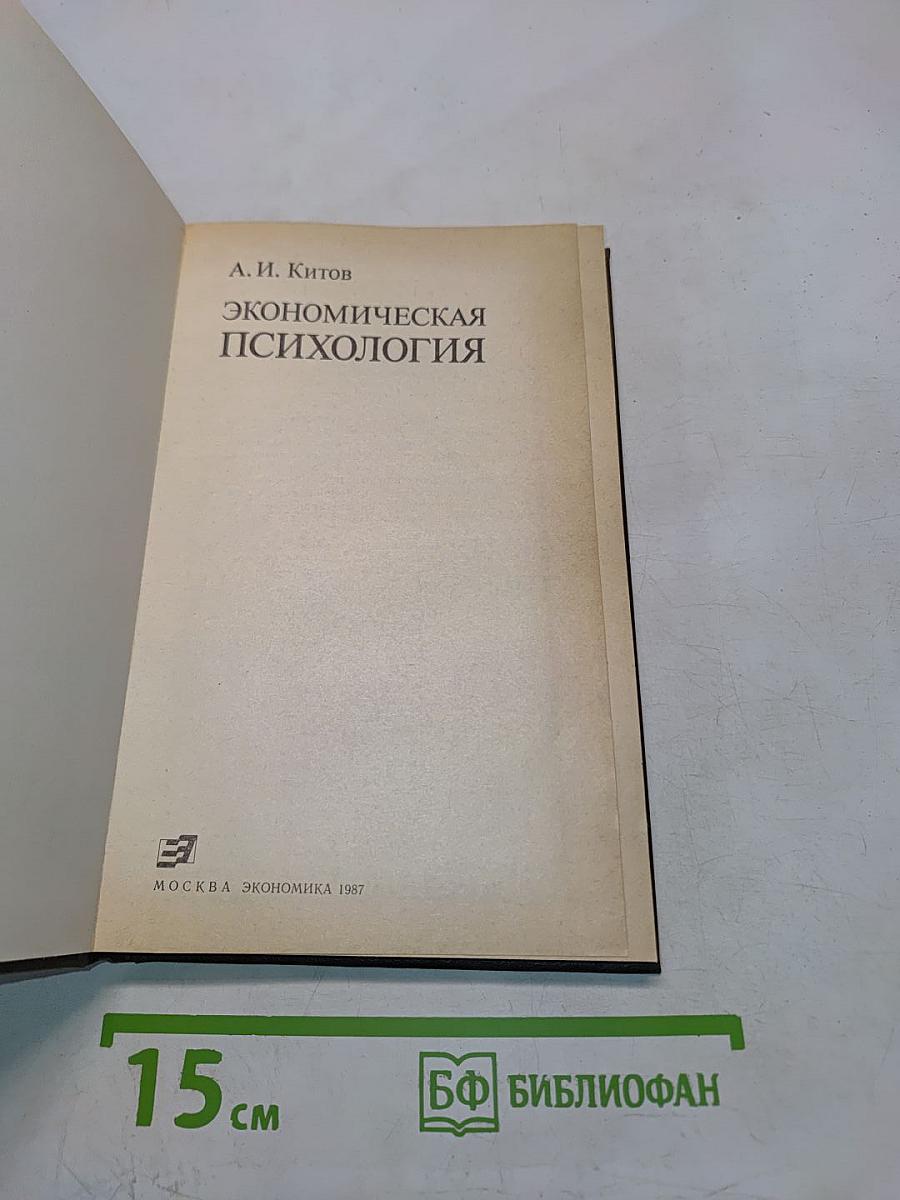 А. И. Китов
ЭКОНОМИЧЕСКАЯ
ПСИХОЛОГИЯ
МОСКВА ЭКОНОМИКА 1987
15 см
БФ БИБЛИОФАН